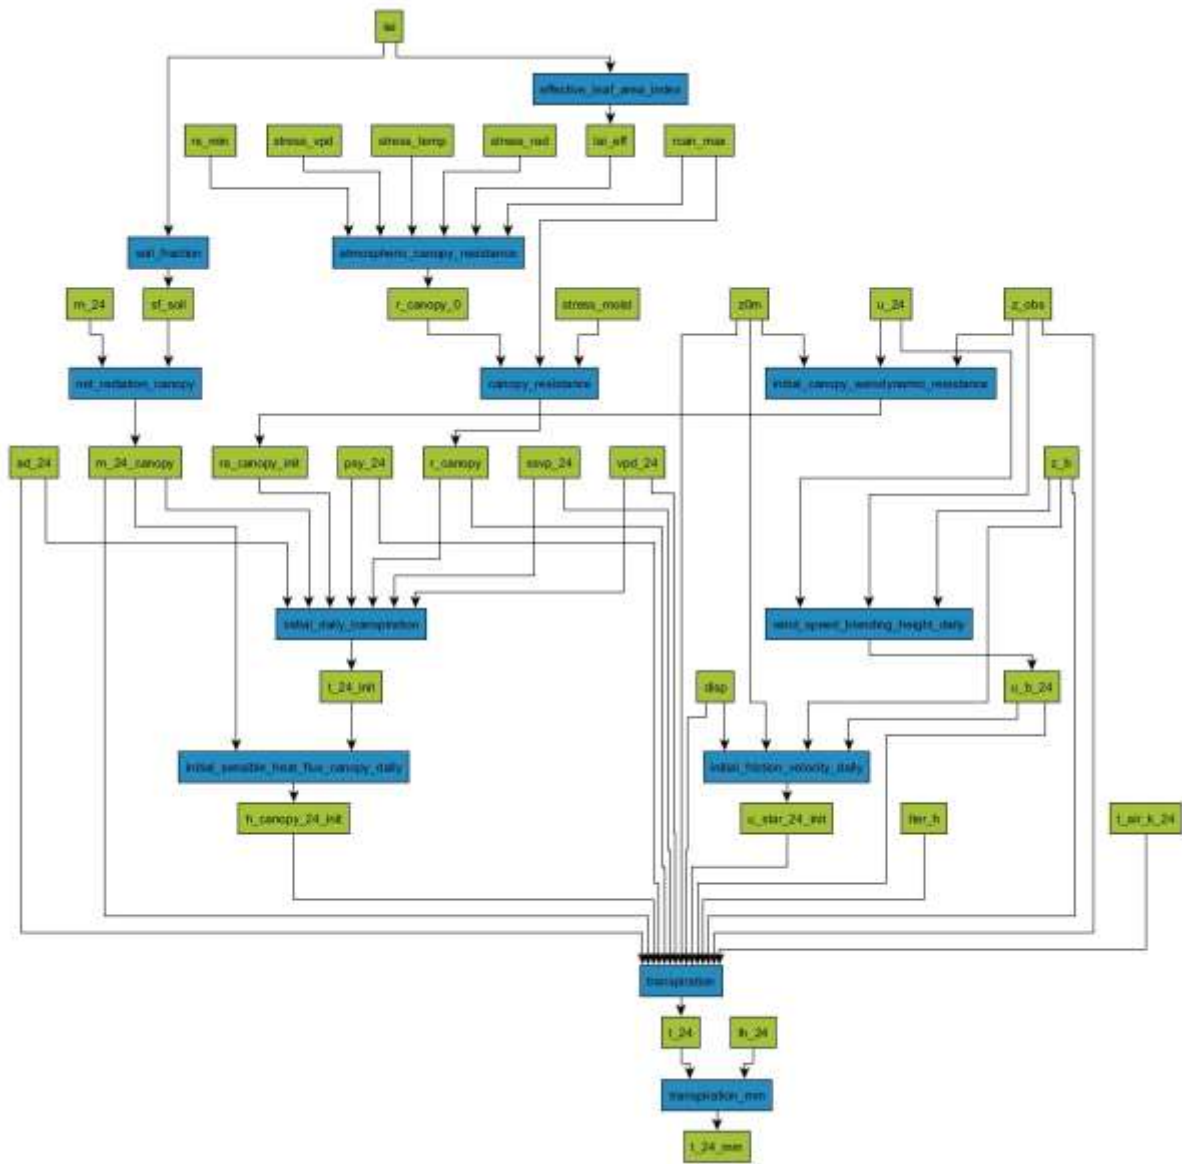 lai
effective_leaf_area_index
rs_min stress_vpd stress_temp stress_rad lai_eff rcan_max
soil_fraction atmospheric_canopy_resistance
rn_24 sf_soil r_canopy_0 stress_moist z0m u_24 z_obs
net_radiation_canopy canopy_resistance initial_canopy_aerodynamic_resistance
ad_24 rn_24_canopy ra_canopy_init psy_24 r_canopy ssvp_24 vpd_24 z_b
initial_daily_transpiration wind_speed_blending_height_daily
t_24_init disp u_b_24
initial_sensible_heat_flux_canopy_daily initial_friction_velocity_daily
h_canopy_24_init u_star_24_init iter_h t_air_k_24
transpiration
t_24 lh_24
transpiration_mm
t_24_mm